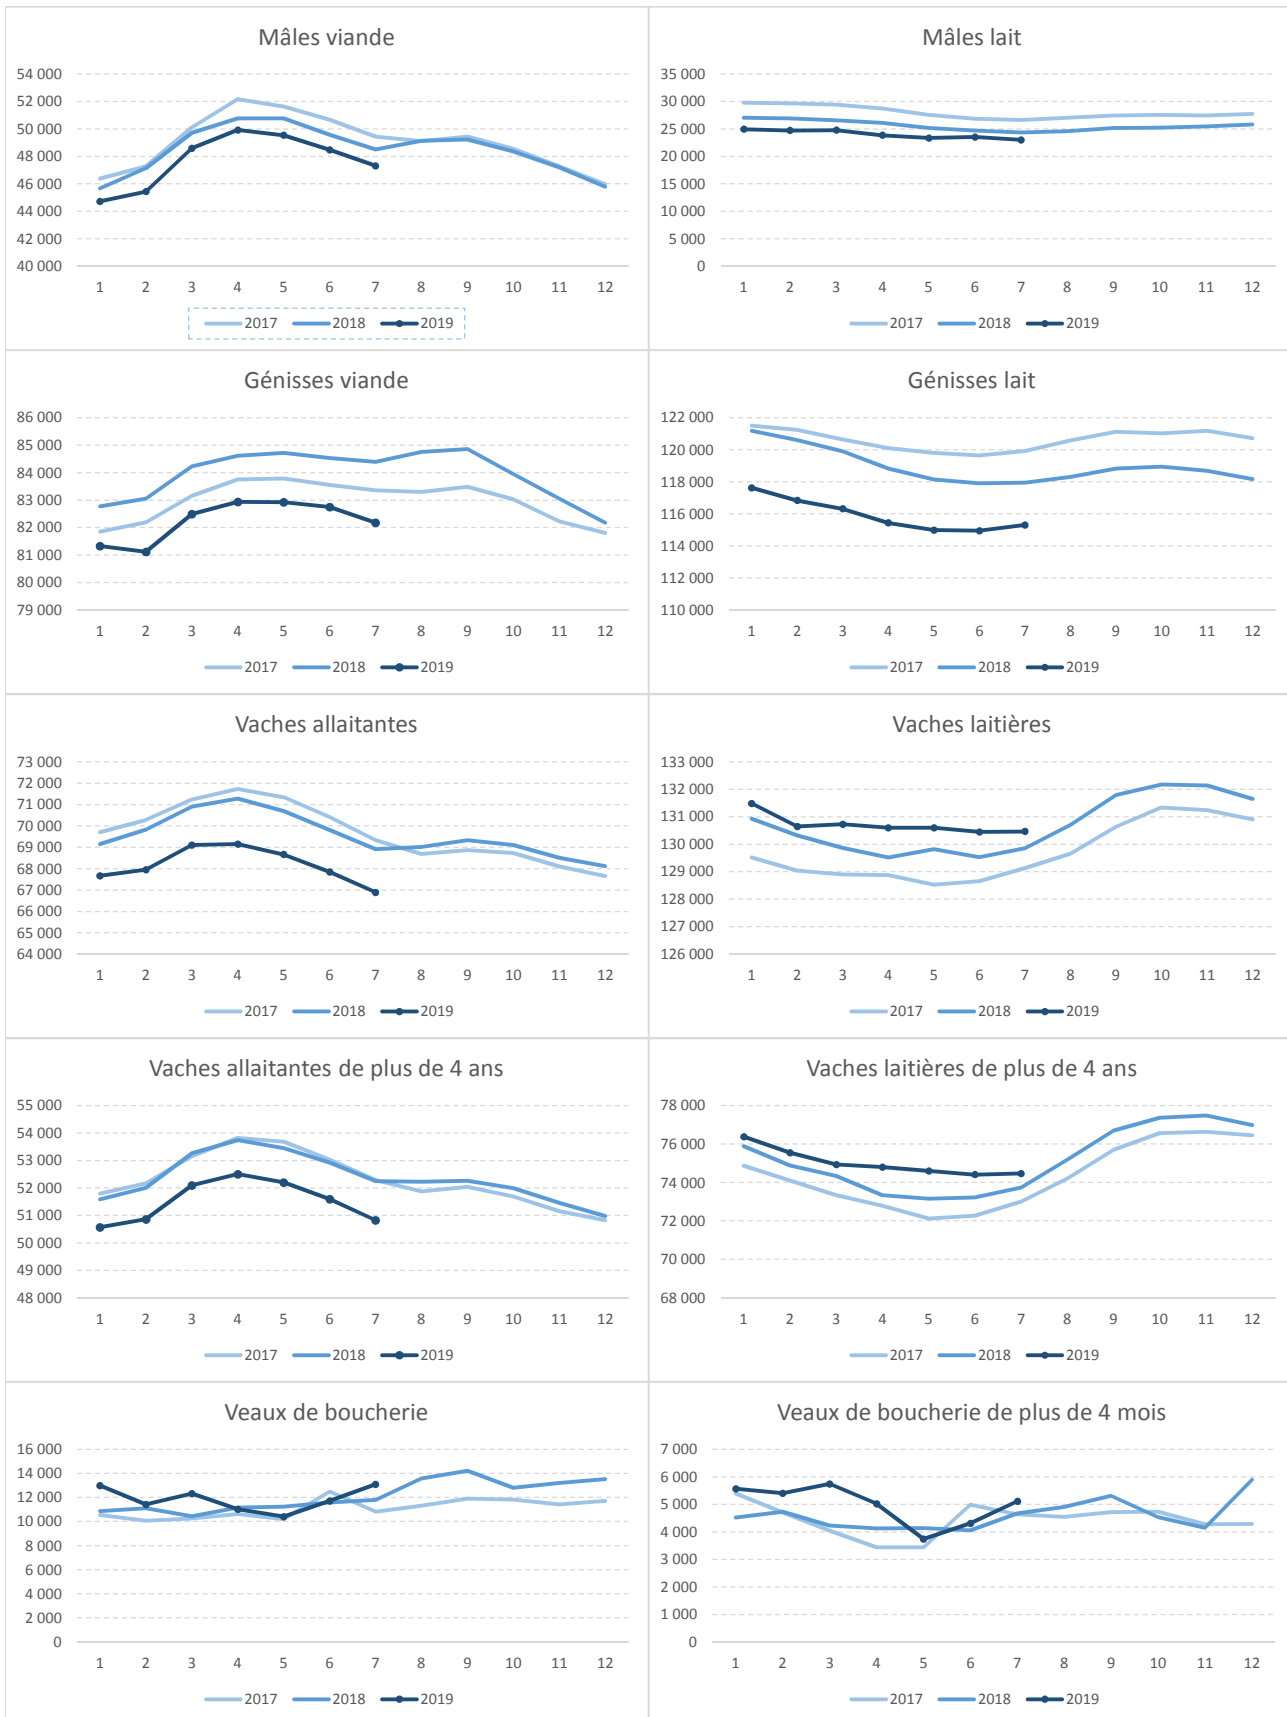 Mâles viande
54 000
52 000
50 000
48 000
46 000
44 000
42 000
40 000
1 2 3 4 5 6 7 8 9 10 11 12
2017 2018 2019
Mâles lait
35 000
30 000
25 000
20 000
15 000
10 000
5 000
0
1 2 3 4 5 6 7 8 9 10 11 12
2017 2018 2019
Génisses viande
86 000
85 000
84 000
83 000
82 000
81 000
80 000
79 000
1 2 3 4 5 6 7 8 9 10 11 12
2017 2018 2019
Génisses lait
122 000
120 000
118 000
116 000
114 000
112 000
110 000
1 2 3 4 5 6 7 8 9 10 11 12
2017 2018 2019
Vaches allaitantes
73 000
72 000
71 000
70 000
69 000
68 000
67 000
66 000
65 000
64 000
1 2 3 4 5 6 7 8 9 10 11 12
2017 2018 2019
Vaches laitières
133 000
132 000
131 000
130 000
129 000
128 000
127 000
126 000
1 2 3 4 5 6 7 8 9 10 11 12
2017 2018 2019
Vaches allaitantes de plus de 4 ans
55 000
54 000
53 000
52 000
51 000
50 000
49 000
48 000
1 2 3 4 5 6 7 8 9 10 11 12
2017 2018 2019
Vaches laitières de plus de 4 ans
78 000
76 000
74 000
72 000
70 000
68 000
1 2 3 4 5 6 7 8 9 10 11 12
2017 2018 2019
Veaux de boucherie
16 000
14 000
12 000
10 000
8 000
6 000
4 000
2 000
0
1 2 3 4 5 6 7 8 9 10 11 12
2017 2018 2019
Veaux de boucherie de plus de 4 mois
7 000
6 000
5 000
4 000
3 000
2 000
1 000
0
1 2 3 4 5 6 7 8 9 10 11 12
2017 2018 2019